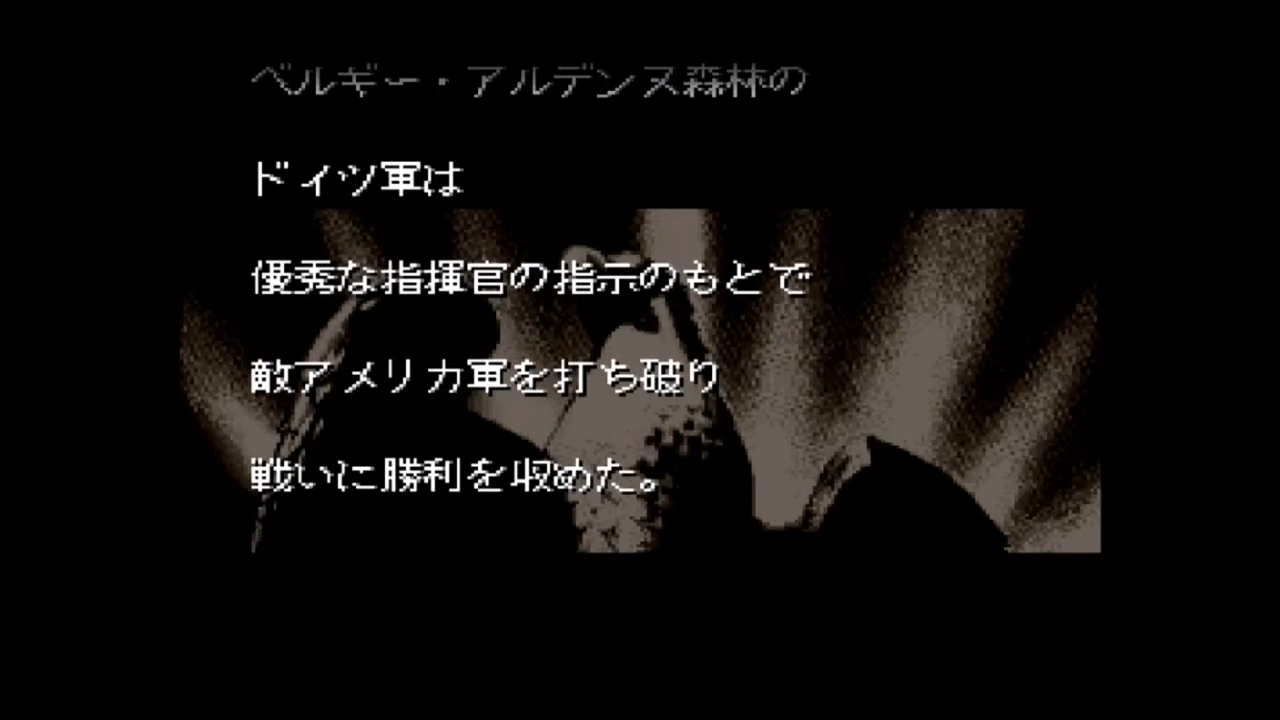 ベルギー・アルデンヌ森林の
ドイツ軍は
優秀な指揮官の指示のもとで
敵アメリカ軍を打ち破り
戦いに勝利を収めた。